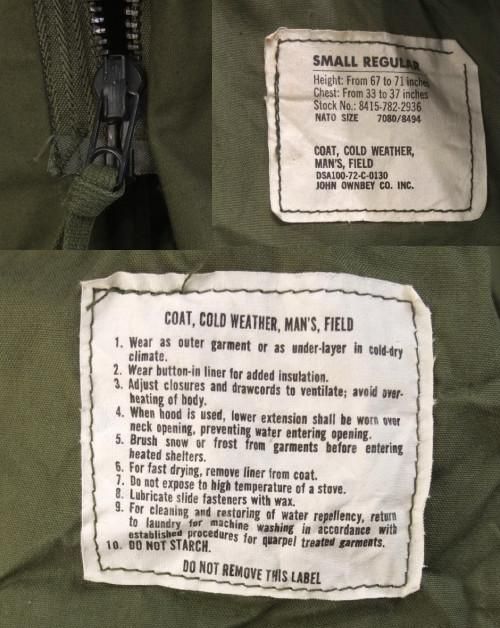 SMALL REGULAR
Height: From 67 to 71 inches
Chest: From 33 to 37 inches
Stock No.: 8415-782-2936
NATO SIZE 7080/8494
COAT, COLD WEATHER,
MAN'S, FIELD
DSA100-72-C-0130
JOHN OWNBEY CO. INC.
COAT, COLD WEATHER, MAN'S, FIELD
1. Wear as outer garment or as under-layer in cold-dry
climate.
2. Wear button-in liner for added insulation.
3. Adjust closures and drawcords to ventilate; avoid over-
heating of body.
4. When hood is used, lower extension shall be worn over
neck opening, preventing water entering opening.
5. Brush snow or frost from garments before entering
heated shelters.
6. For fast drying, remove liner from coat.
7. Do not expose to high temperature of a stove.
8. Lubricate slide fasteners with wax.
9. For cleaning and restoring of water repellency, return
to laundry for machine washing in accordance with
established procedures for quarpel treated garments.
10. DO NOT STARCH.
DO NOT REMOVE THIS LABEL